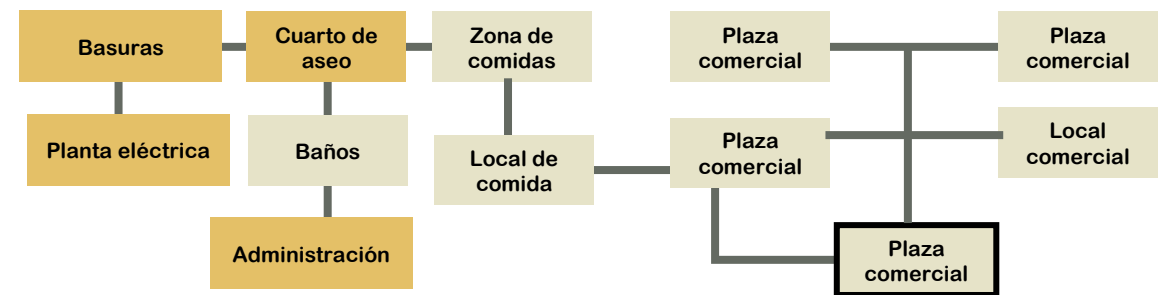 Basuras
Cuarto de
aseo
Zona de
comidas
Plaza
comercial
Plaza
comercial
Planta eléctrica
Baños
Local de
comida
Plaza
comercial
Local
comercial
Administración
Plaza
comercial